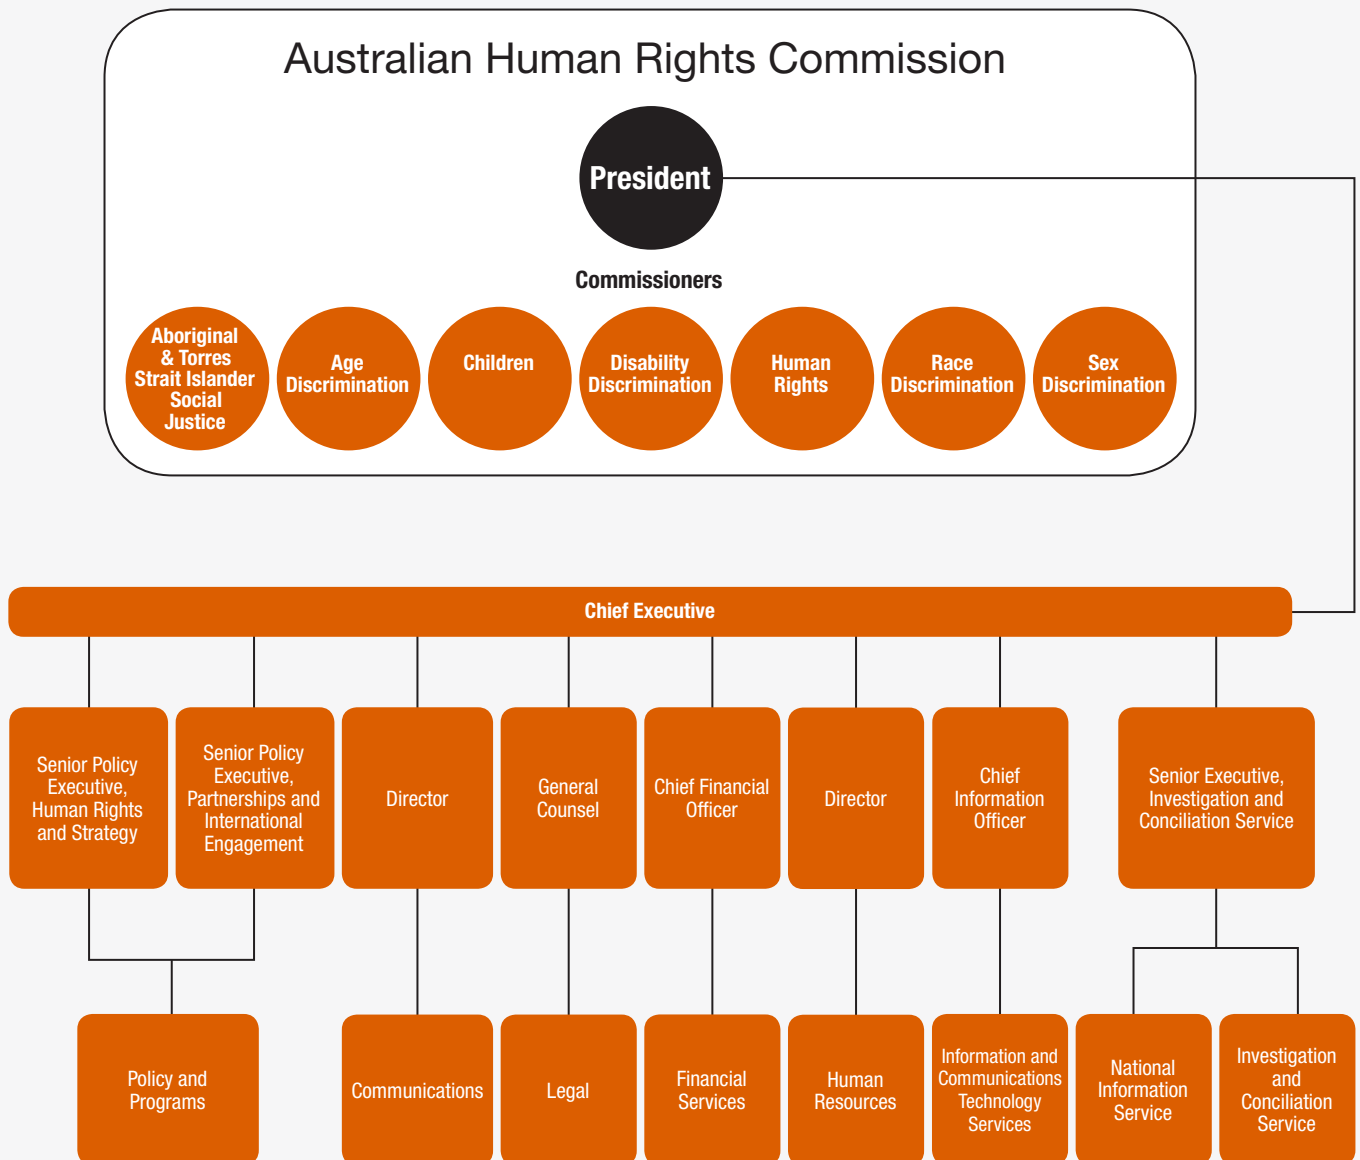 Australian Human Rights Commission
President
Commissioners
Aboriginal
& Torres
Strait Islander
Social
Justice
Age
Discrimination
Children
Disability
Discrimination
Human
Rights
Race
Discrimination
Sex
Discrimination
Chief Executive
Senior Policy
Executive,
Human Rights
and Strategy
Senior Policy
Executive,
Partnerships and
International
Engagement
Director
General
Counsel
Chief Financial
Officer
Director
Chief
Information
Officer
Senior Executive,
Investigation and
Conciliation Service
Policy and
Programs
Communications
Legal
Financial
Services
Human
Resources
Information and
Communications
Technology
Services
National
Information
Service
Investigation
and
Conciliation
Service